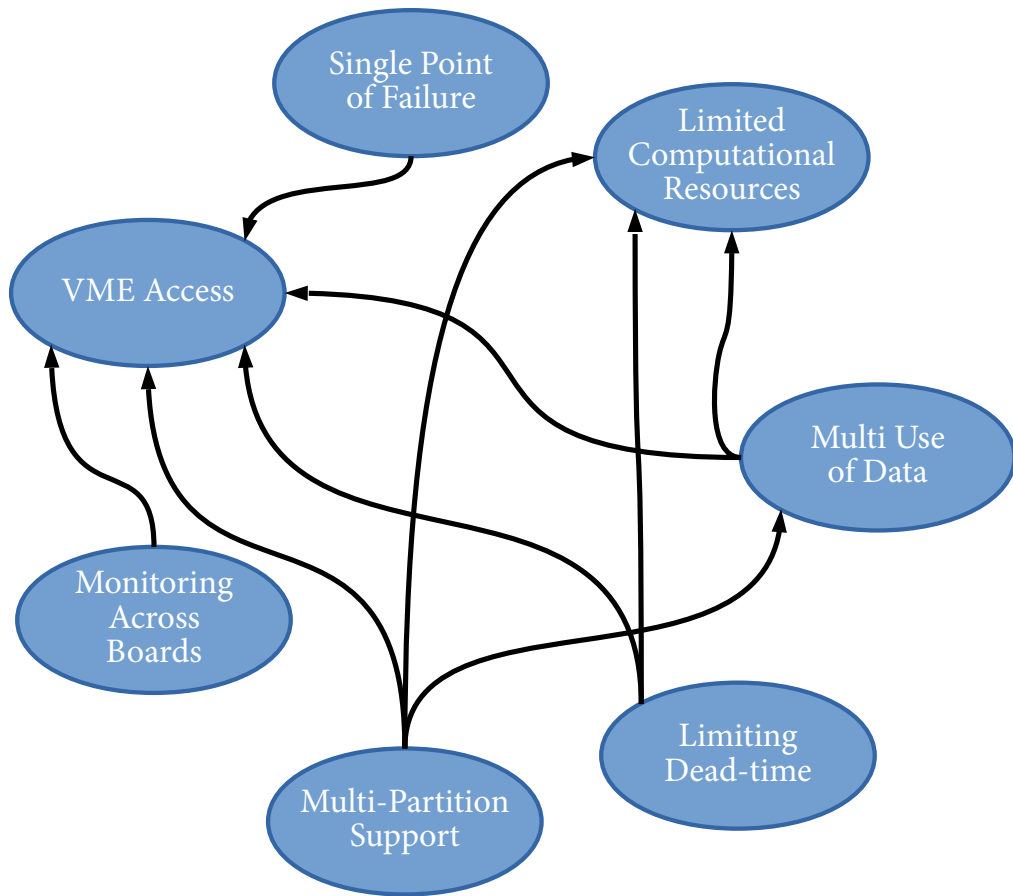 Single Point
of Failure
Limited
Computational
Resources
VME Access
Multi Use
of Data
Monitoring
Across
Boards
Limiting
Dead-time
Multi-Partition
Support